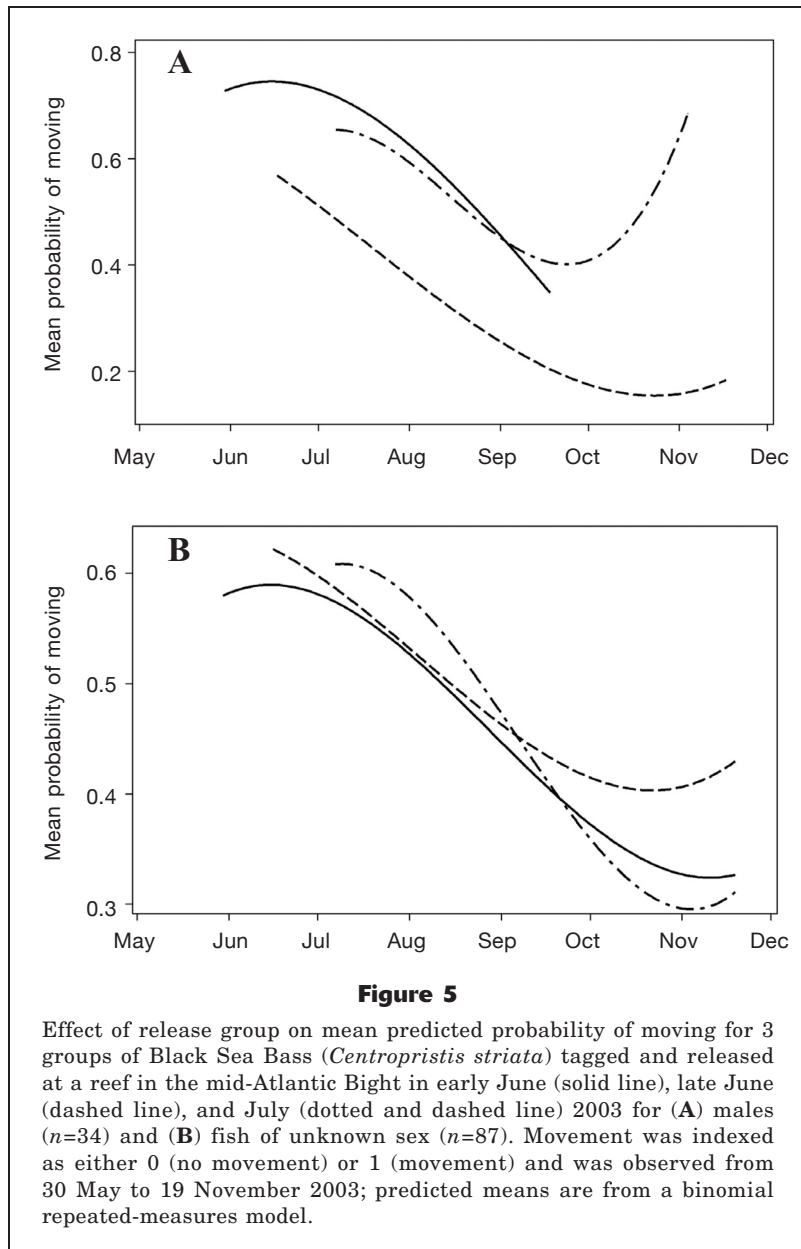 A
0.8
0.6
0.4
0.2
Mean probability of moving
May Jun Jul Aug Sep Oct Nov Dec
B
0.6
0.5
0.4
0.3
Mean probability of moving
May Jun Jul Aug Sep Oct Nov Dec
Figure 5
Effect of release group on mean predicted probability of moving for 3
groups of Black Sea Bass (Centropristis striata) tagged and released
at a reef in the mid-Atlantic Bight in early June (solid line), late June
(dashed line), and July (dotted and dashed line) 2003 for (A) males
(n=34) and (B) fish of unknown sex (n=87). Movement was indexed
as either 0 (no movement) or 1 (movement) and was observed from
30 May to 19 November 2003; predicted means are from a binomial
repeated-measures model.